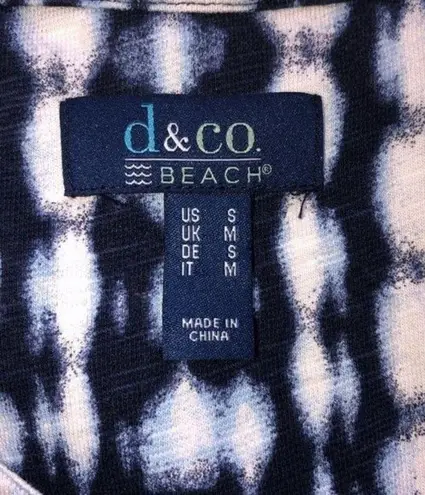 d&co.
BEACH®
US S
UK M
DE S
IT M
MADE IN
CHINA